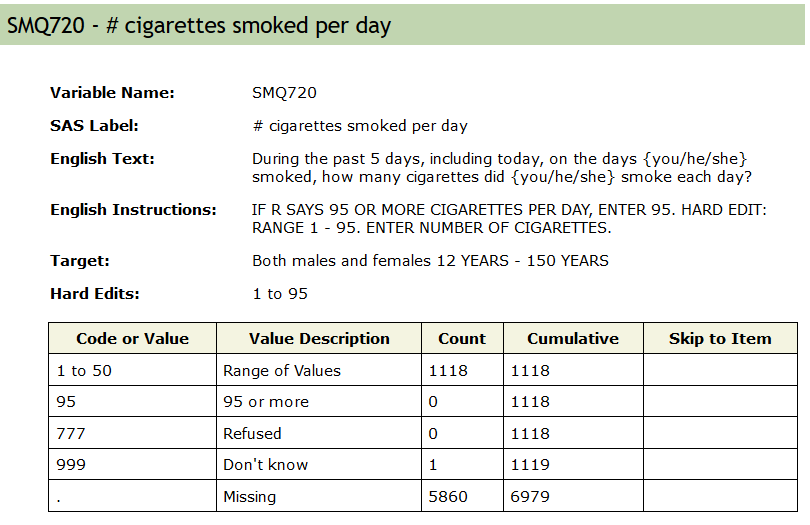 SMQ720 - # cigarettes smoked per day
Variable Name: SMQ720
SAS Label: # cigarettes smoked per day
English Text: During the past 5 days, including today, on the days {you/he/she}
smoked, how many cigarettes did {you/he/she} smoke each day?
English Instructions: IF R SAYS 95 OR MORE CIGARETTES PER DAY, ENTER 95. HARD EDIT:
RANGE 1 - 95. ENTER NUMBER OF CIGARETTES.
Target: Both males and females 12 YEARS - 150 YEARS
Hard Edits: 1 to 95
Code or Value Value Description Count Cumulative Skip to Item
1 to 50 Range of Values 1118 1118
95 95 or more 0 1118
777 Refused 0 1118
999 Don't know 1 1119
. Missing 5860 6979